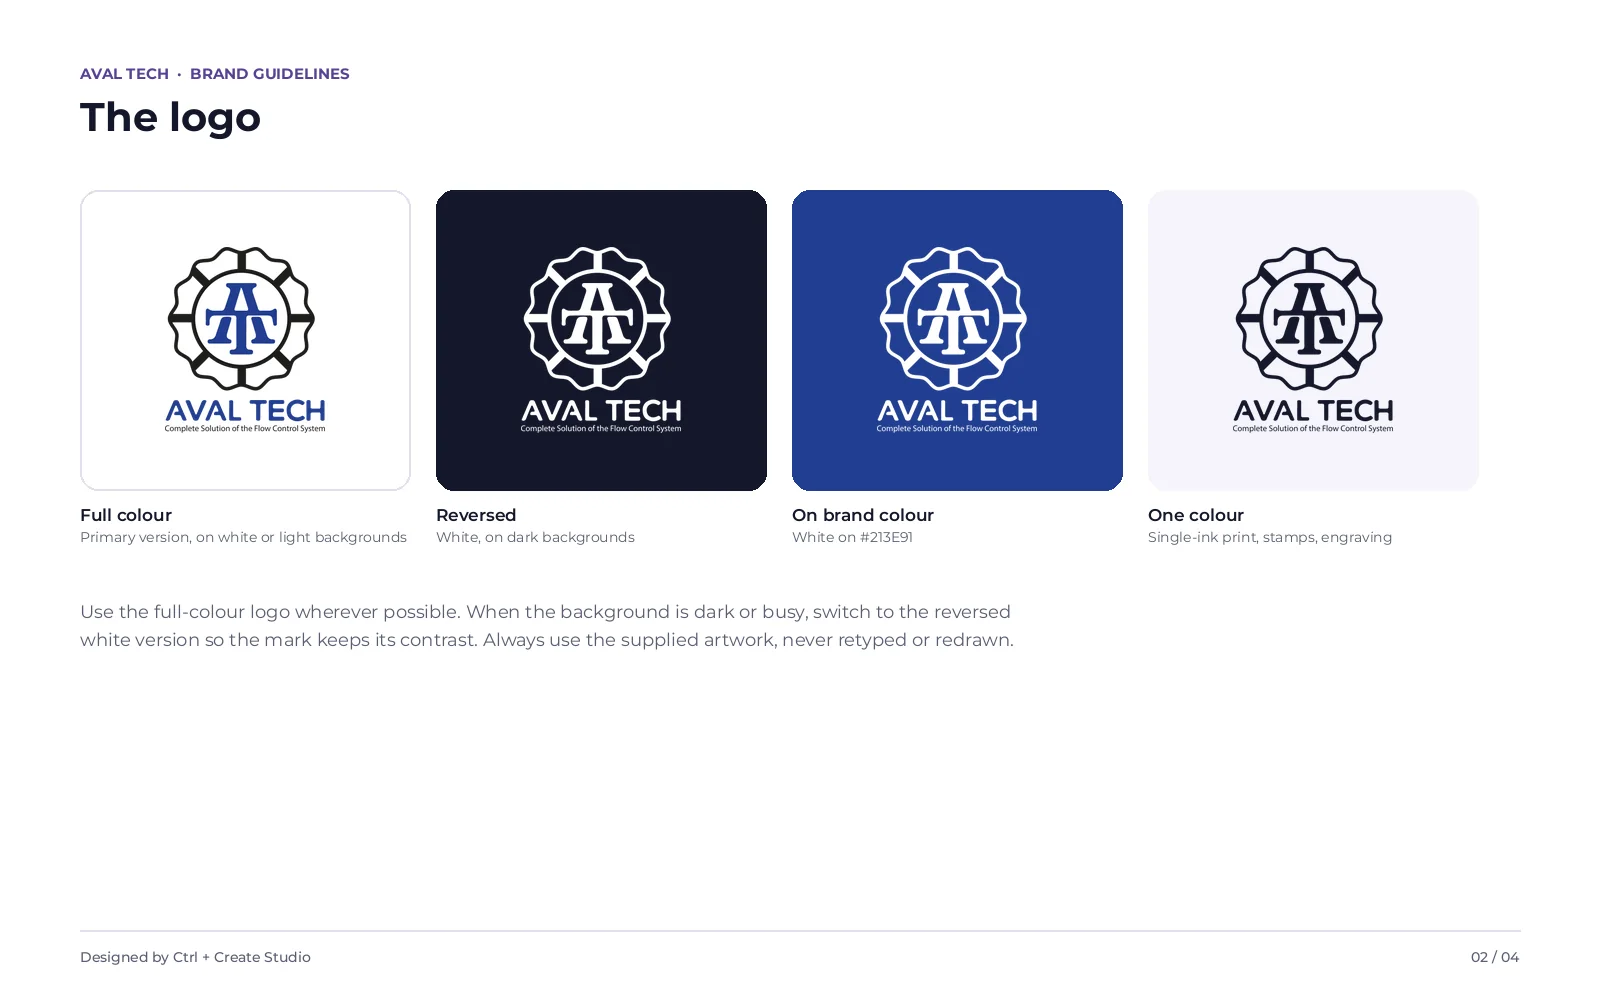 AVAL TECH · BRAND GUIDELINES
The logo
AT
AVAL TECH
Complete Solution of the Flow Control System
AT
AVAL TECH
Complete Solution of the Flow Control System
AT
AVAL TECH
Complete Solution of the Flow Control System
AT
AVAL TECH
Complete Solution of the Flow Control System
Full colour
Primary version, on white or light backgrounds
Reversed
White, on dark backgrounds
On brand colour
White on #213E91
One colour
Single-ink print, stamps, engraving
Use the full-colour logo wherever possible. When the background is dark or busy, switch to the reversed
white version so the mark keeps its contrast. Always use the supplied artwork, never retyped or redrawn.
Designed by Ctrl + Create Studio
02 / 04